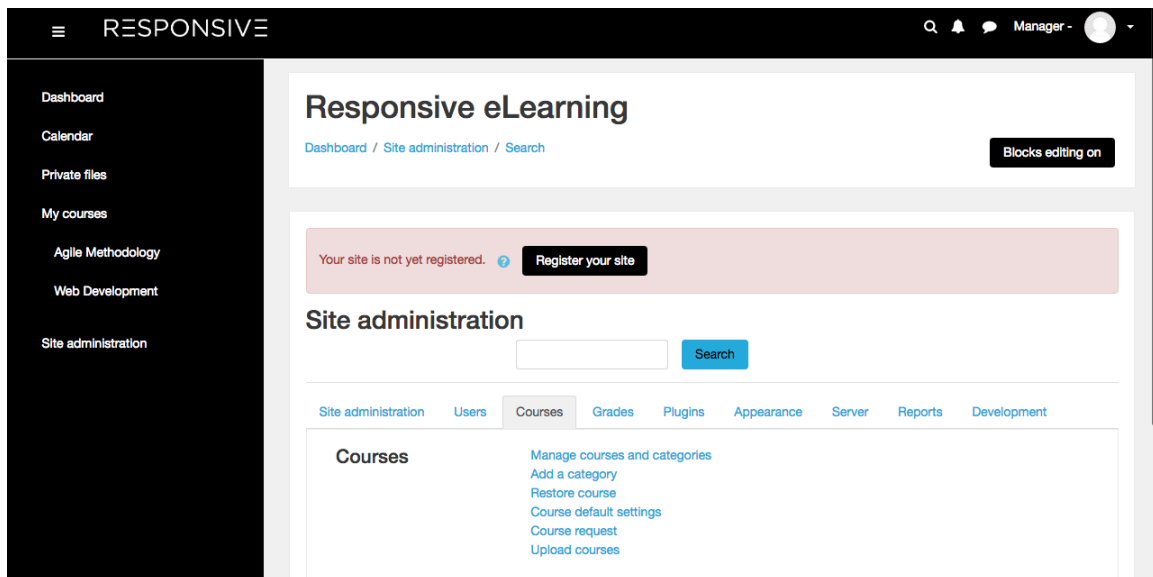 RESPONSIVE
Manager -
Dashboard
Calendar
Private files
My courses
Agile Methodology
Web Development
Site administration
Responsive eLearning
Dashboard / Site administration / Search
Blocks editing on
Your site is not yet registered. ? Register your site
Site administration
Search
Site administration Users Courses Grades Plugins Appearance Server Reports Development
Courses
Manage courses and categories
Add a category
Restore course
Course default settings
Course request
Upload courses